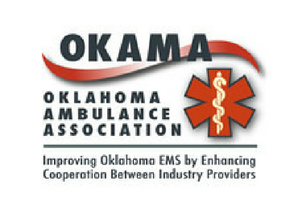 OKAMA
OKLAHOMA
AMBULANCE
ASSOCIATION
Improving Oklahoma EMS by Enhancing
Cooperation Between Industry Providers